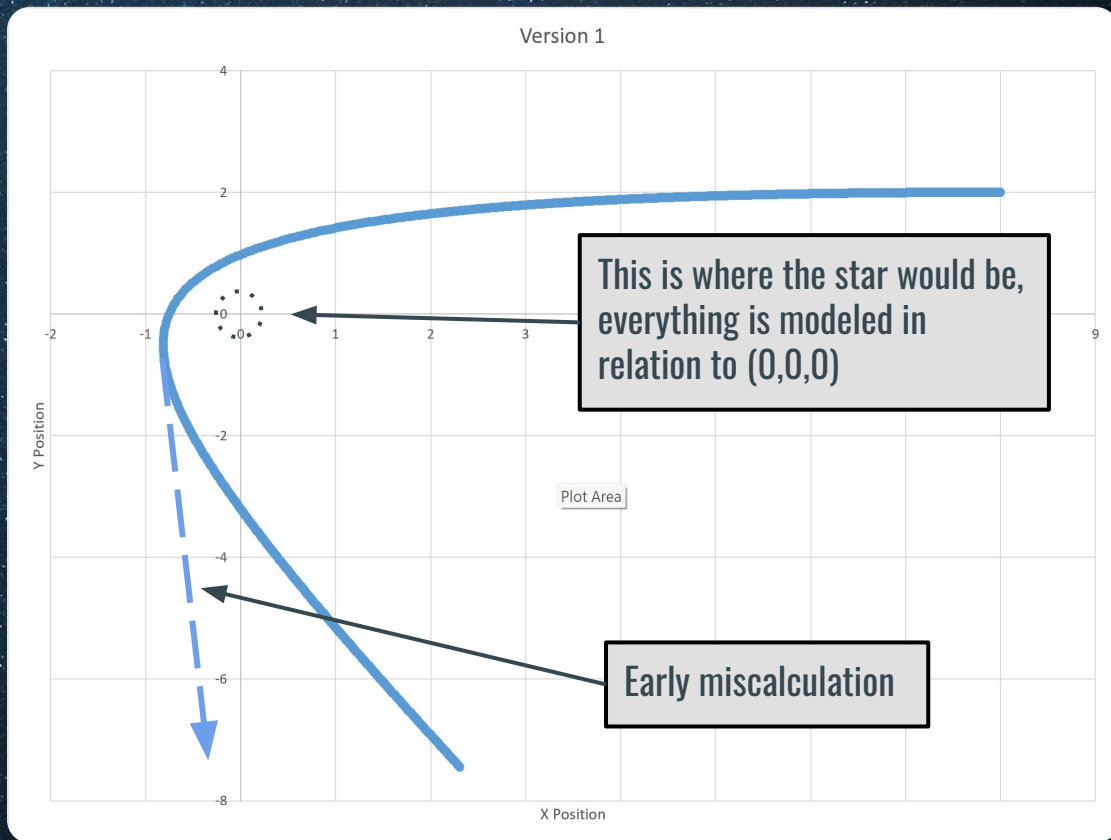 Version 1
4
2
This is where the star would be,
everything is modeled in
relation to (0,0,0)
0
-2
-1
0
1
2
3
9
Y Position
-2
Plot Area
-4
Early miscalculation
-6
-8
X Position